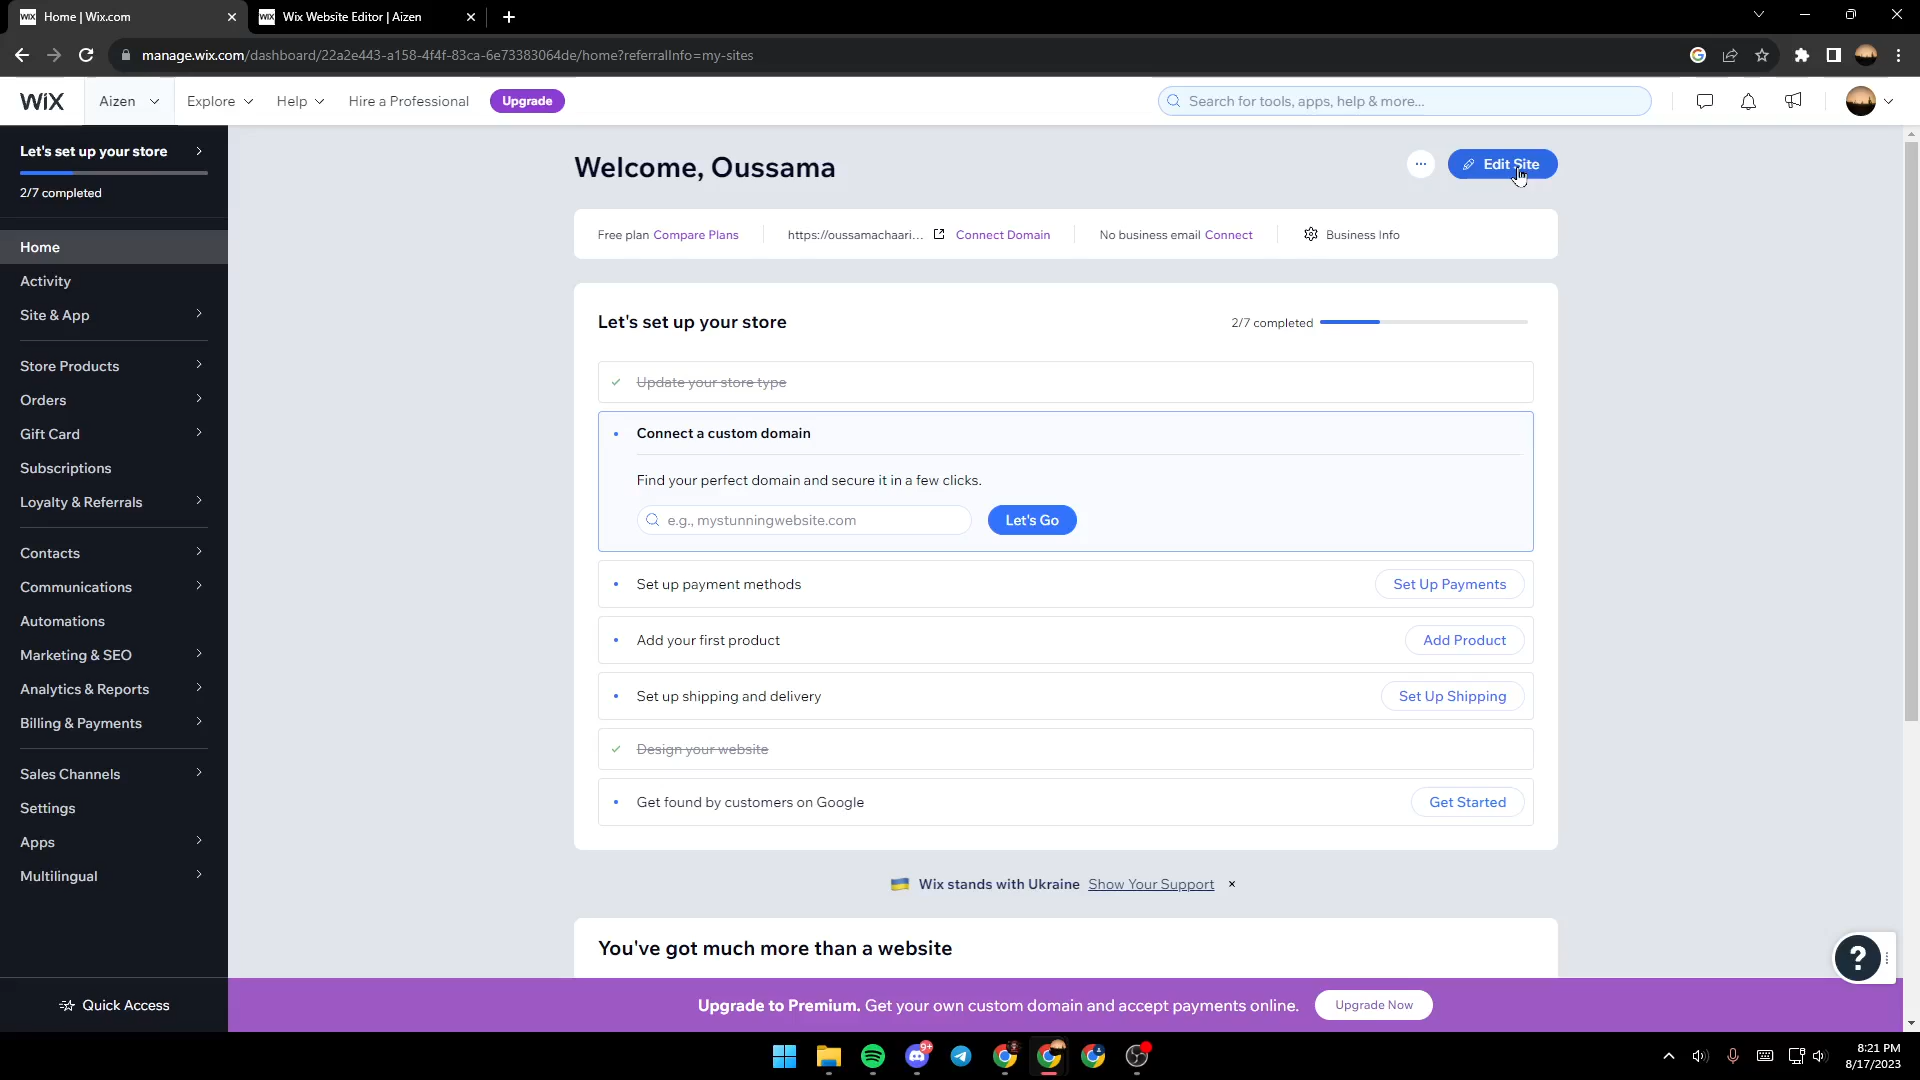 Home | Wix.com
Wix Website Editor | Aizen
manage.wix.com/dashboard/22a2e443-a158-4f4f-83ca-6e73383064de/home?referralInfo=my-sites
WiX
Aizen
Explore
Help
Hire a Professional
Upgrade
Search for tools, apps, help & more...
Let's set up your store
2/7 completed
Home
Activity
Site & App
Store Products
Orders
Gift Card
Subscriptions
Loyalty & Referrals
Contacts
Communications
Automations
Marketing & SEO
Analytics & Reports
Billing & Payments
Sales Channels
Settings
Apps
Multilingual
Quick Access
Welcome, Oussama
Edit Site
Free plan Compare Plans
https://oussamachaari... Connect Domain
No business email Connect
Business Info
Let's set up your store
2/7 completed
Update your store type
Connect a custom domain
Find your perfect domain and secure it in a few clicks.
e.g., mystunningwebsite.com
Let's Go
Set up payment methods
Set Up Payments
Add your first product
Add Product
Set up shipping and delivery
Set Up Shipping
Design your website
Get found by customers on Google
Get Started
Wix stands with Ukraine Show Your Support
You've got much more than a website
Upgrade to Premium. Get your own custom domain and accept payments online.
Upgrade Now
?
9+
8:21 PM
8/17/2023